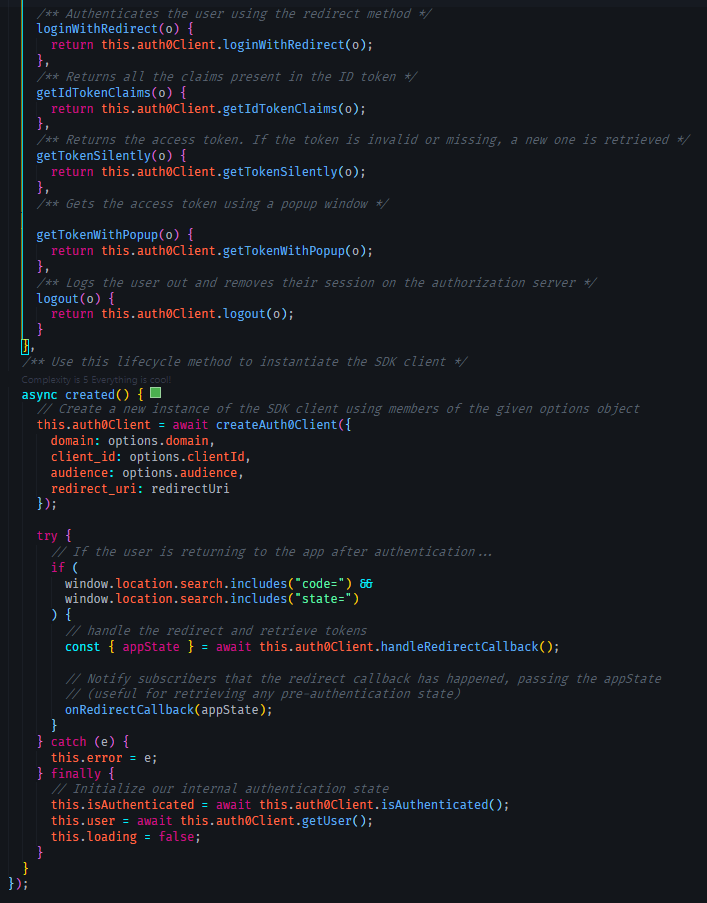 /** Authenticates the user using the redirect method */
loginWithRedirect(o) {
return this.auth0Client.loginWithRedirect(o);
},
/** Returns all the claims present in the ID token */
getIdTokenClaims(o) {
return this.auth0Client.getIdTokenClaims(o);
},
/** Returns the access token. If the token is invalid or missing, a new one is retrieved */
getTokenSilently(o) {
return this.auth0Client.getTokenSilently(o);
},
/** Gets the access token using a popup window */
getTokenWithPopup(o) {
return this.auth0Client.getTokenWithPopup(o);
},
/** Logs the user out and removes their session on the authorization server */
logout(o) {
return this.auth0Client.logout(o);
}
},
/** Use this lifecycle method to instantiate the SDK client */
Complexity is 5 Everything is cool!
async created() {
// Create a new instance of the SDK client using members of the given options object
this.auth0Client = await createAuth0Client({
domain: options.domain,
client_id: options.clientId,
audience: options.audience,
redirect_uri: redirectUri
});
try {
// If the user is returning to the app after authentication...
if (
window.location.search.includes("code=") &&
window.location.search.includes("state=")
) {
// handle the redirect and retrieve tokens
const { appState } = await this.auth0Client.handleRedirectCallback();
// Notify subscribers that the redirect callback has happened, passing the appState
// (useful for retrieving any pre-authentication state)
onRedirectCallback(appState);
}
} catch (e) {
this.error = e;
} finally {
// Initialize our internal authentication state
this.isAuthenticated = await this.auth0Client.isAuthenticated();
this.user = await this.auth0Client.getUser();
this.loading = false;
}
}
});